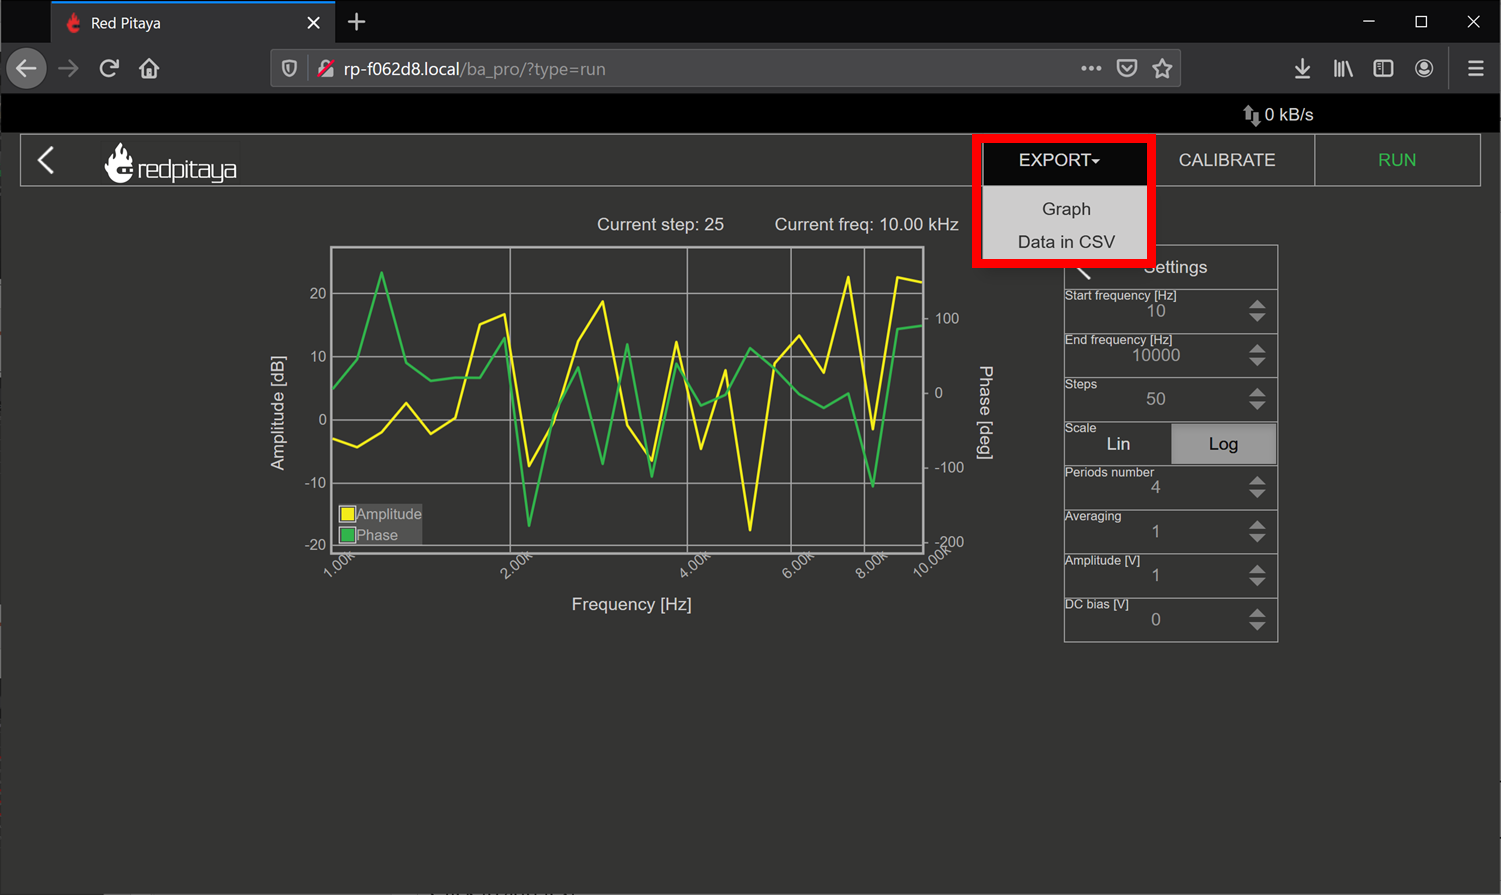 Red Pitaya
rp-f062d8.local/ba_pro/?type=run
0 kB/s
redpitaya
EXPORT
CALIBRATE
RUN
Graph
Data in CSV
Current step: 25
Current freq: 10.00 kHz
Settings
Start frequency [Hz]
10
End frequency [Hz]
10000
Steps
50
Scale
Lin
Log
Periods number
4
Averaging
1
Amplitude [V]
1
DC bias [V]
0
Amplitude [dB]
20
10
0
-10
-20
Amplitude
Phase
100
0
-100
-200
Phase [deg]
1.00K
2.00K
4.00K
6.00K
8.00K
10.00K
Frequency [Hz]